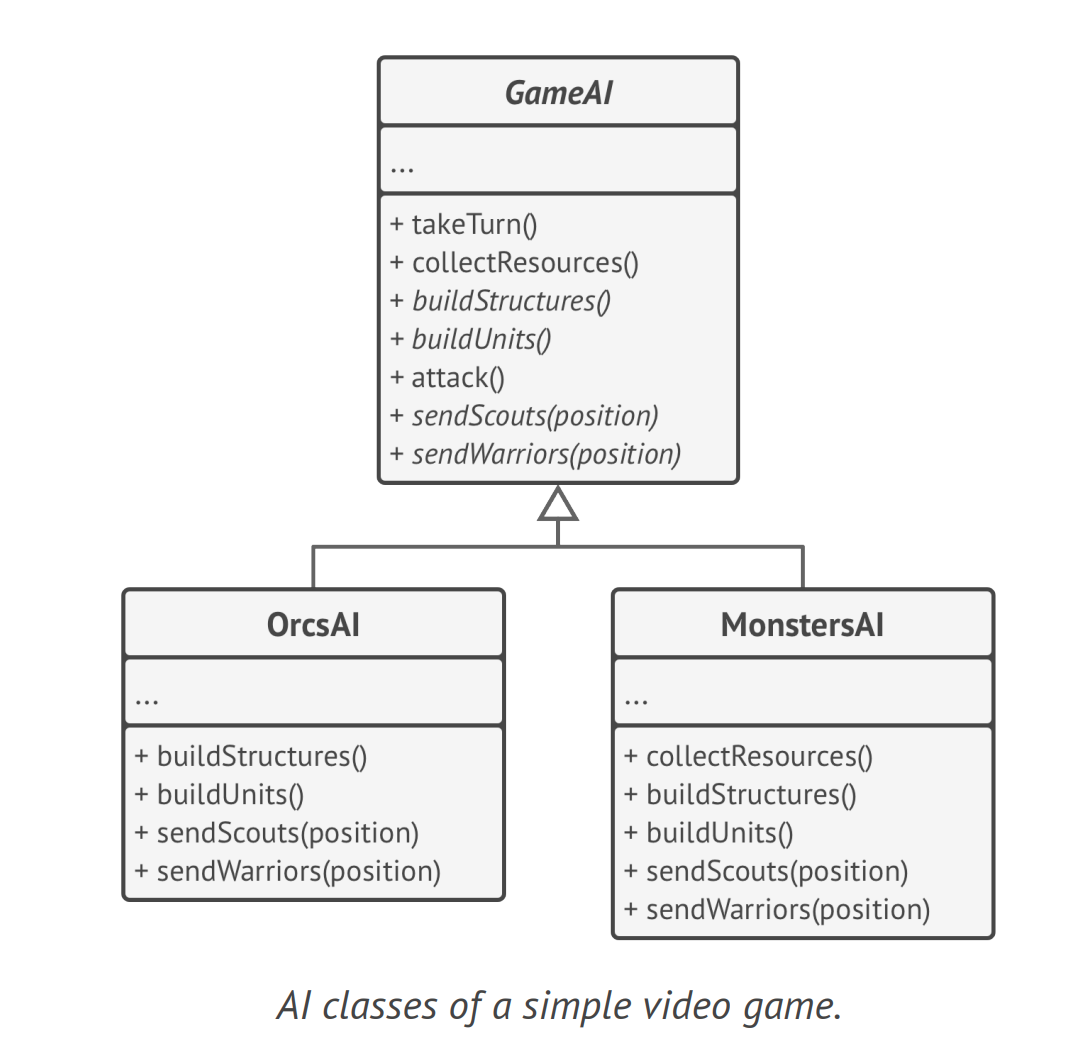 GameAI
...
+ takeTurn()
+ collectResources()
+ buildStructures()
+ buildUnits()
+ attack()
+ sendScouts(position)
+ sendWarriors(position)
OrcsAI
...
+ buildStructures()
+ buildUnits()
+ sendScouts(position)
+ sendWarriors(position)
MonstersAI
...
+ collectResources()
+ buildStructures()
+ buildUnits()
+ sendScouts(position)
+ sendWarriors(position)
AI classes of a simple video game.